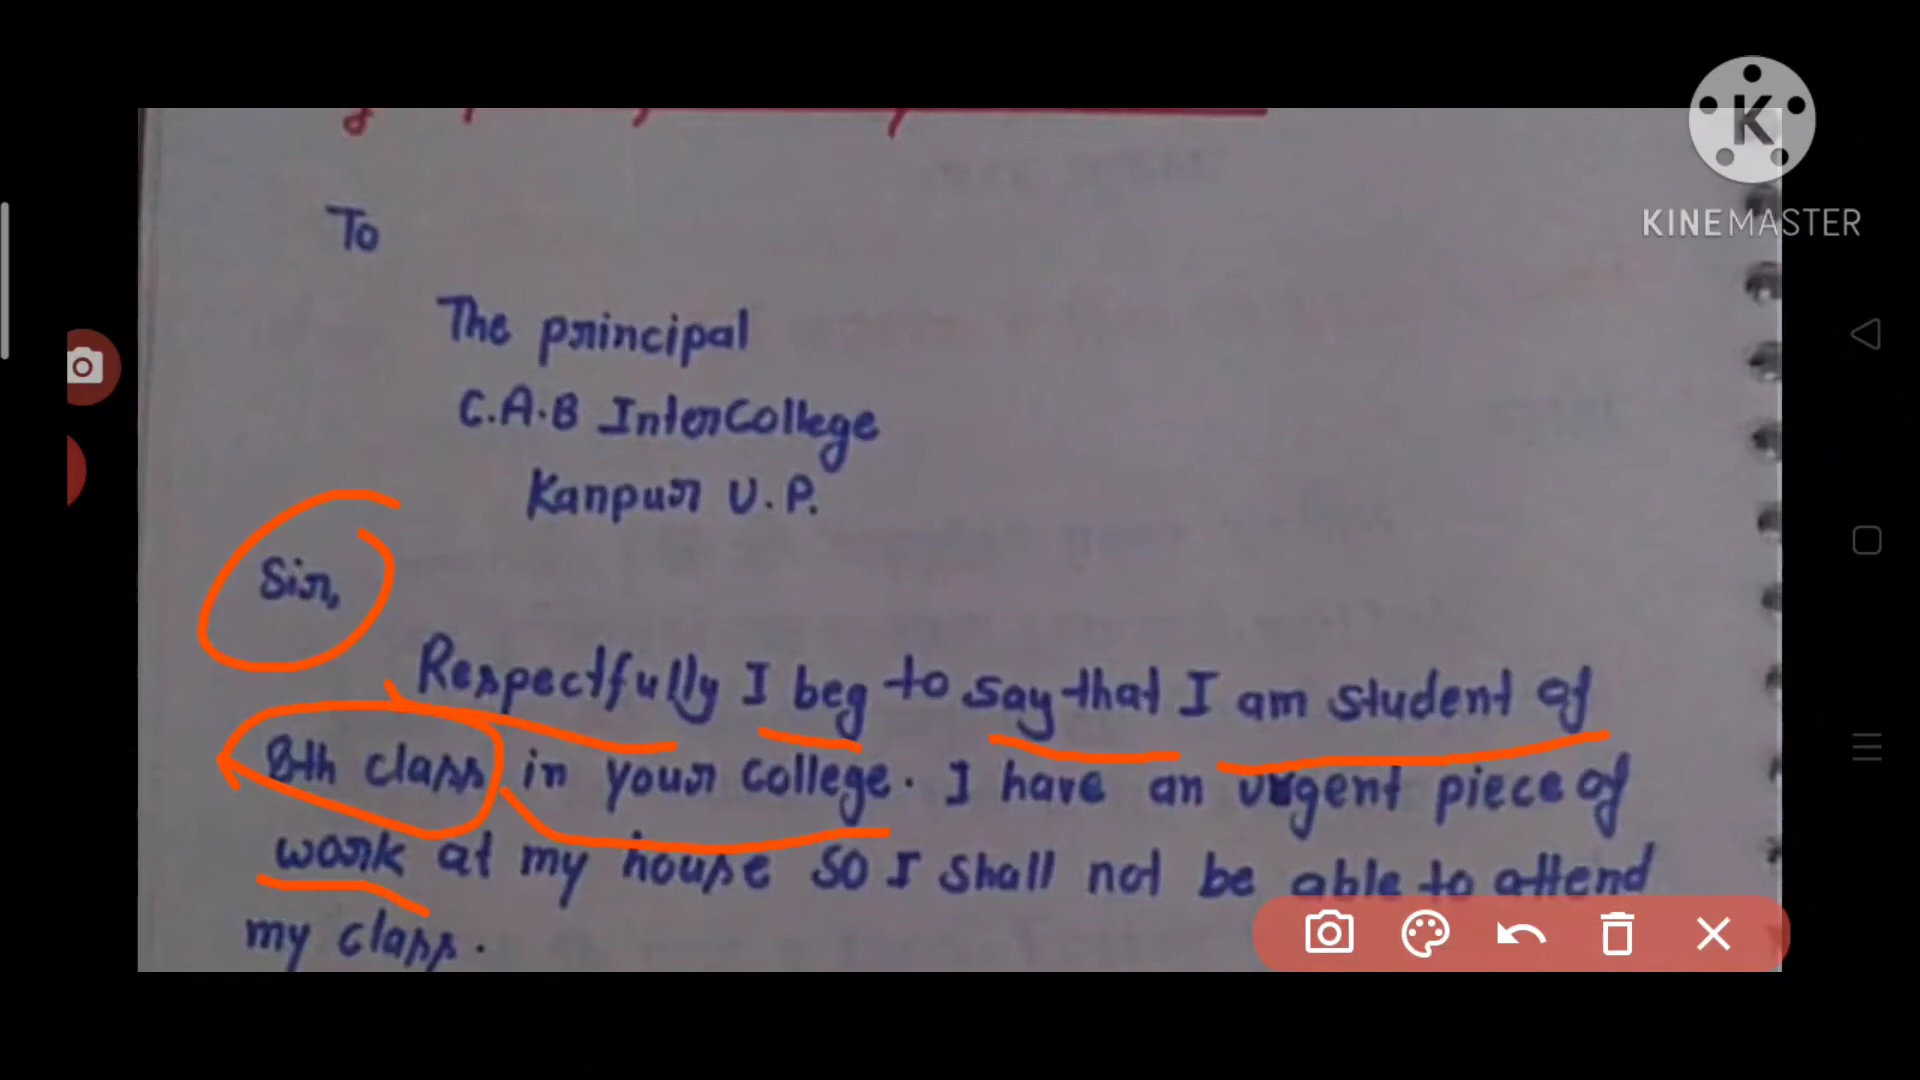 To
The principal
C.A.B InterCollege
Kanpur U.P.
Sir,
Respectfully I beg to say that I am student of
8th class in your college. I have an urgent piece of
work at my house so I shall not be able to attend
my class.
K
KINEMASTER